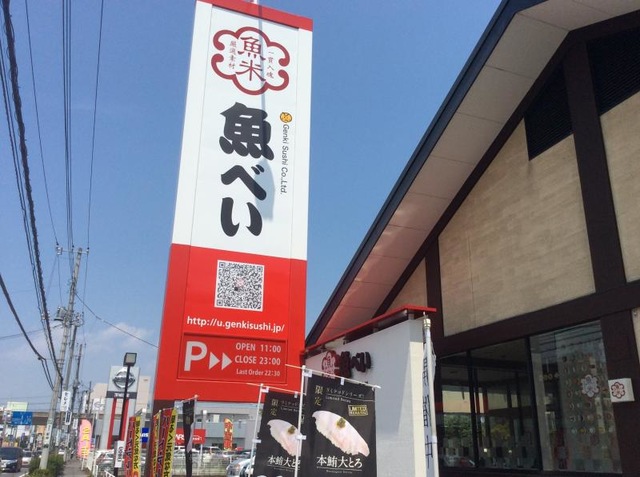 魚米
一貫入魂
厳選素材
魚べい
Genki Sushi Co.,Ltd.
http://u.genkisushi.jp/
P
OPEN 11:00
CLOSE 23:00
Last Order 22:30
魚べい
限定
本鮪大とろ
限定
LIMITED
本鮪大とろ